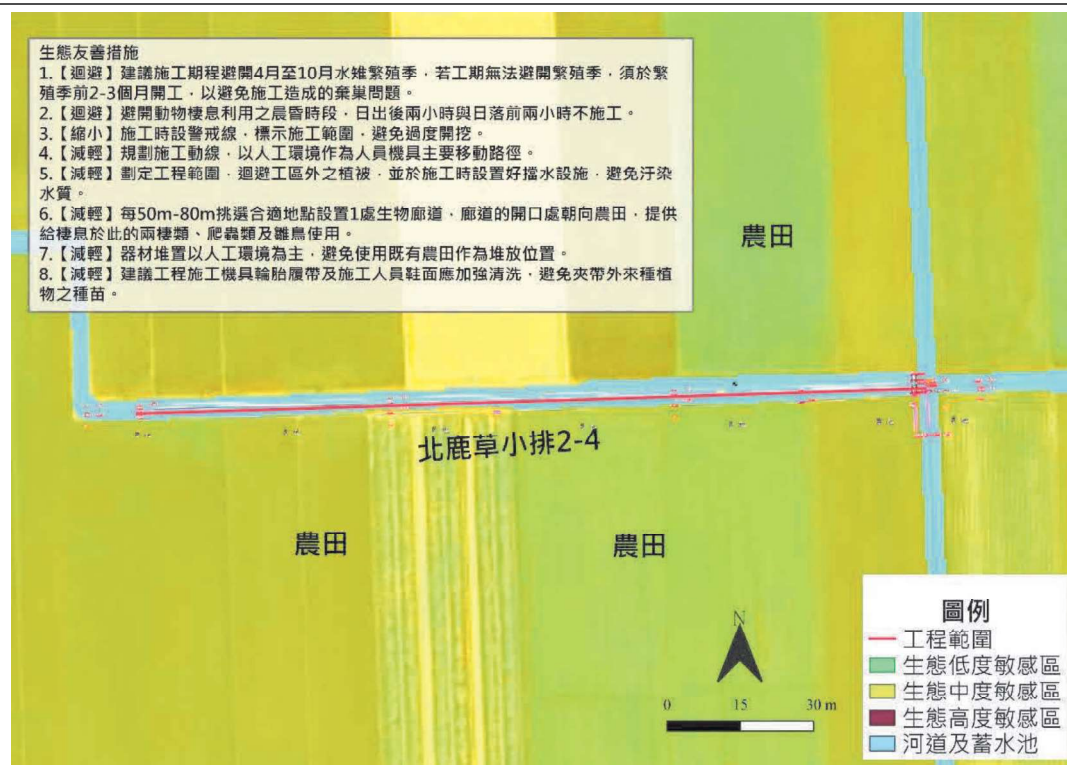 生態友善措施
1.【迴避】建議施工期程避開4月至10月水雉繁殖季，若工期無法避開繁殖季，須於繁
殖季前2-3個月開工，以避免施工造成的棄巢問題。
2.【迴避】避開動物棲息利用之晨昏時段，日出後兩小時與日落前兩小時不施工。
3.【縮小】施工時設警戒線，標示施工範圍，避免過度開挖。
4.【減輕】規劃施工動線，以人工環境作為人員機具主要移動路徑。
5.【減輕】劃定工程範圍，迴避工區外之植被，並於施工時設置好擋水設施，避免汙染
水質。
6.【減輕】每50m-80m挑選合適地點設置1處生物廊道，廊道的開口處朝向農田，提供
給棲息於此的兩棲類、爬蟲類及雛鳥使用。
7.【減輕】器材堆置以人工環境為主，避免使用既有農田作為堆放位置。
8.【減輕】建議工程施工機具輪胎履帶及施工人員鞋面應加強清洗，避免夾帶外來種植
物之種苗。
農田
北鹿草小排2-4
農田
農田
N
0 15 30 m
圖例
工程範圍
生態低度敏感區
生態中度敏感區
生態高度敏感區
河道及蓄水池